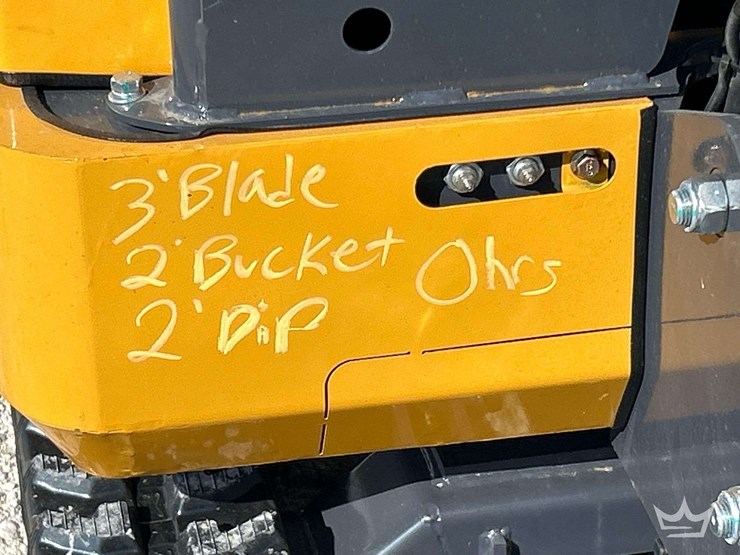 3' Blade
2' Bucket
2' DiP
0hrs